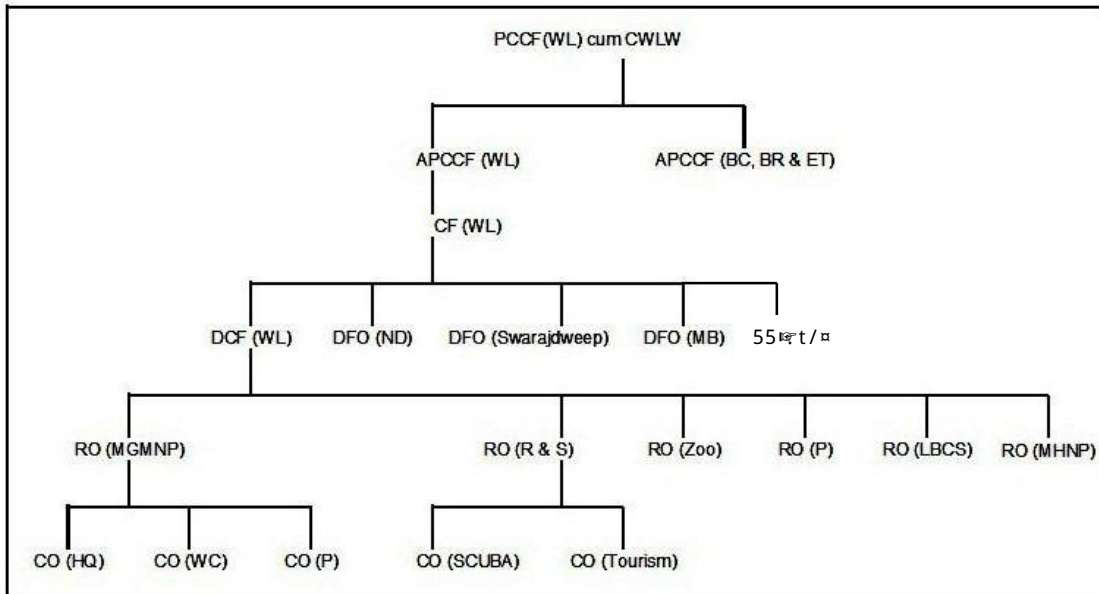 PCCF(WL) cum CWLW
APCCF (WL) APCCF (BC, BR & ET)
CF (WL)
DCF (WL) DFO (ND) DFO (Swarajdweep) DFO (MB) 55☞t/¤
RO (MGMNP) RO (R & S) RO (Zoo) RO (P) RO (LBCS) RO (MHNP)
CO (HQ) CO (WC) CO (P) CO (SCUBA) CO (Tourism)